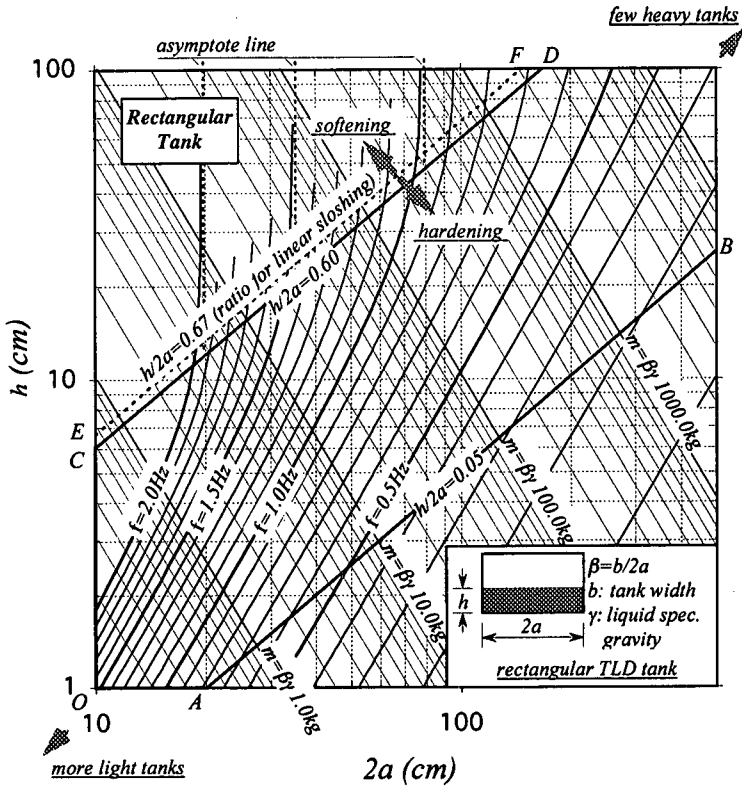 few heavy tanks
asymptote line
F
D
100
Rectangular
Tank
softening
hardening
B
h/2a=0.67 (ratio for linear sloshing)
h/2a=0.60
h (cm)
10
E
C
f=2.0Hz
f=1.5Hz
f=1.0Hz
f=0.5Hz
h/2a=0.05
m=βγ 1000.0kg
m=βγ 100.0kg
m=βγ 10.0kg
m=βγ 1.0kg
β=b/2a
b: tank width
γ: liquid spec.
gravity
h
2a
rectangular TLD tank
1
O
A
10
100
more light tanks
2a (cm)